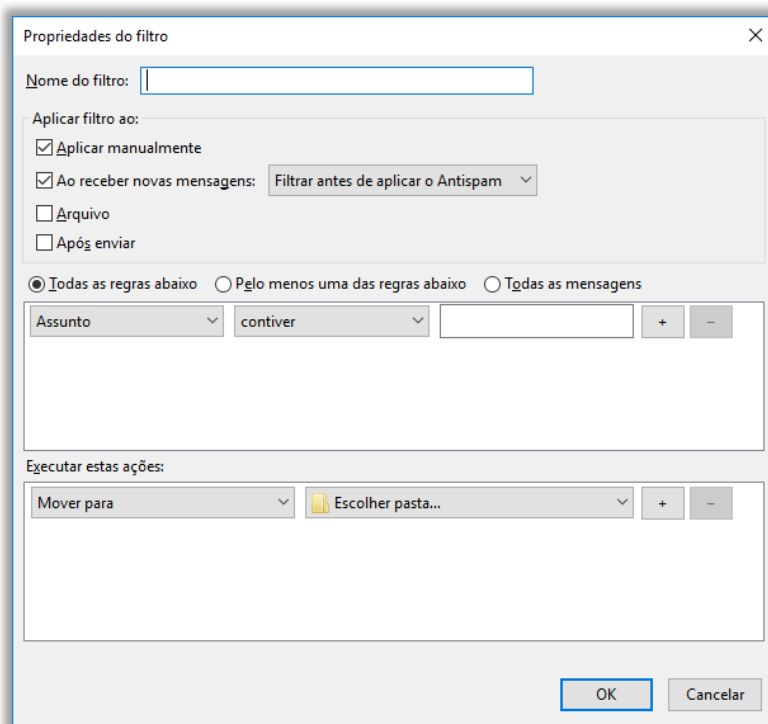 Propriedades do filtro
Nome do filtro:
Aplicar filtro ao:
Aplicar manualmente
Ao receber novas mensagens: Filtrar antes de aplicar o Antispam
Arquivo
Após enviar
Todas as regras abaixo Pelo menos uma das regras abaixo Todas as mensagens
Assunto contiver + −
Executar estas ações:
Mover para Escolher pasta... + −
OK Cancelar